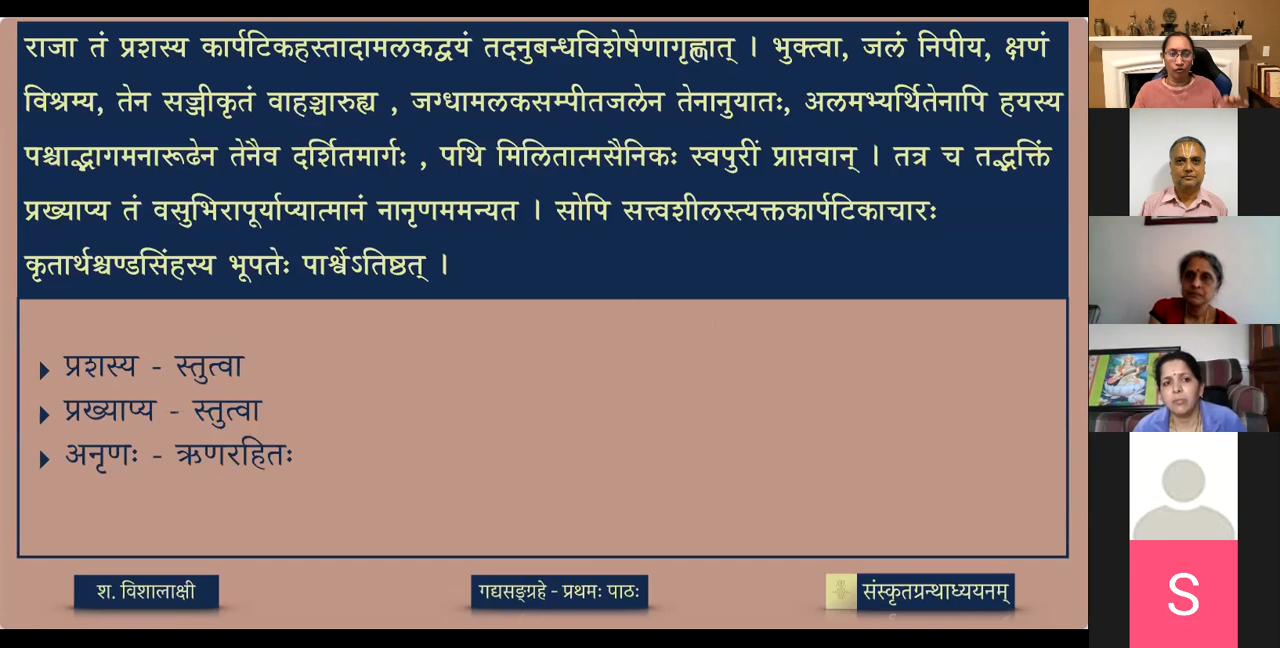 राजा तं प्रशस्य कार्पटिकहस्तादामलकद्वयं तदनुबन्धविशेषेणागृह्णात् । भुक्त्वा, जलं निपीय, क्षणं
विश्रम्य, तेन सज्जीकृतं वाहञ्चारुह्य , जग्धामलकसम्पीतजलेन तेनानुयातः, अलमभ्यर्थितेनापि हयस्य
पश्चाद्भागमनारूढेन तेनैव दर्शितमार्गः , पथि मिलितात्मसैनिकः स्वपुरीं प्राप्तवान् । तत्र च तद्भक्तिं
प्रख्याप्य तं वसुभिरापूर्याप्यात्मानं नानृणममन्यत । सोपि सत्त्वशीलस्त्यक्तकार्पटिकाचारः
कृतार्थश्चण्डसिंहस्य भूपतेः पार्श्वेऽतिष्ठत् ।
प्रशस्य - स्तुत्वा
प्रख्याप्य - स्तुत्वा
अनृणः - ऋणरहितः
श. विशालाक्षी
गद्यसङ्ग्रहे - प्रथमः पाठः
संस्कृतग्रन्थाध्ययनम्
S